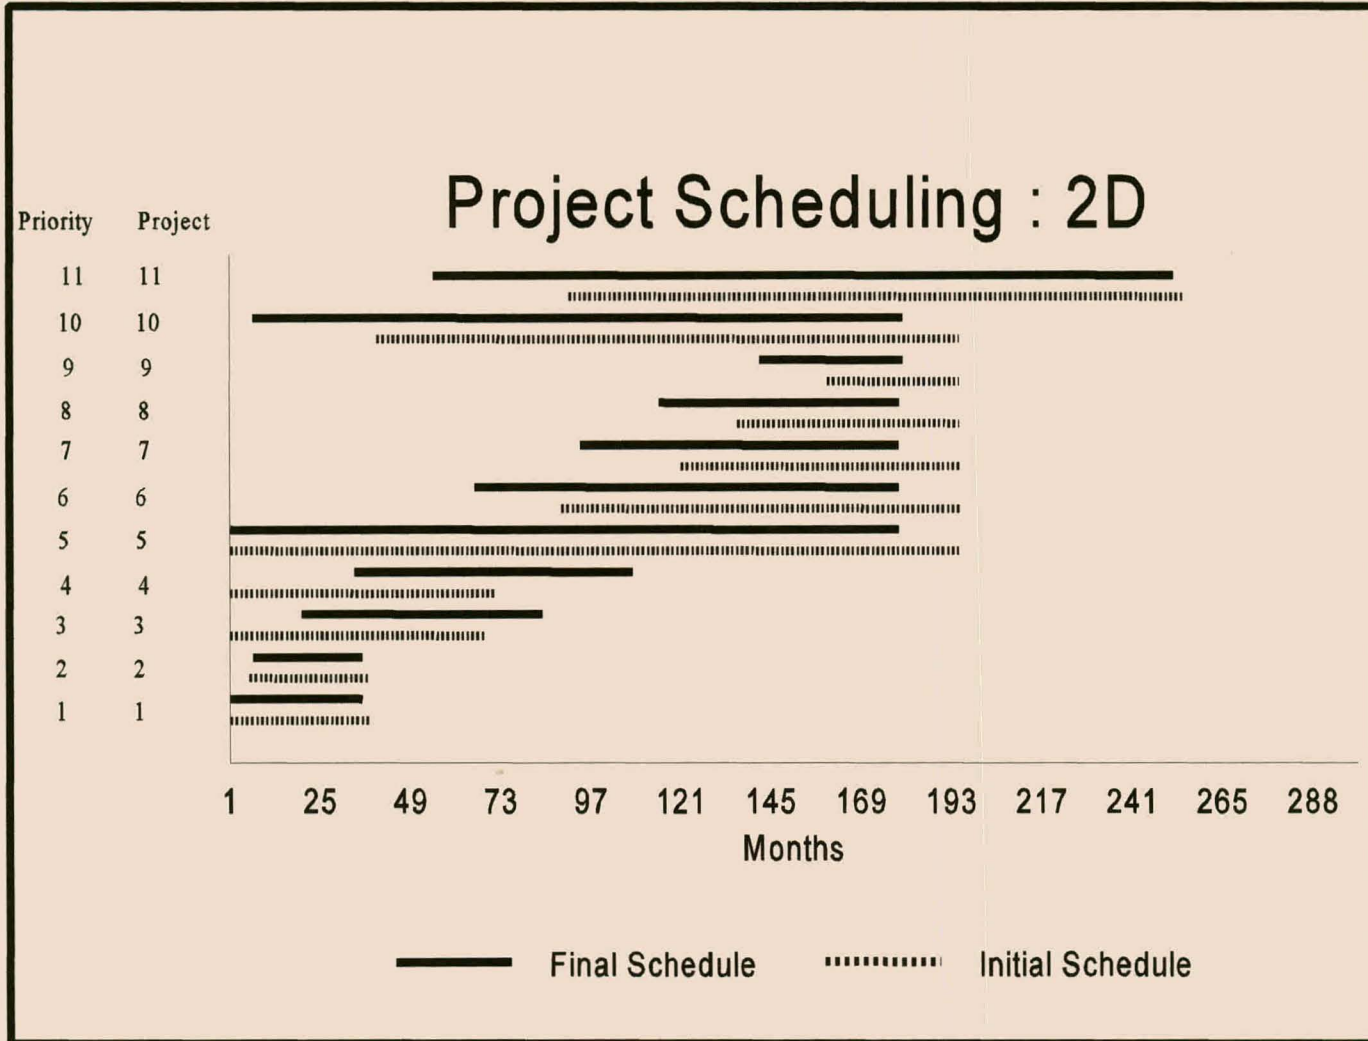 Project Scheduling : 2D
Priority Project
11 11
10 10
9 9
8 8
7 7
6 6
5 5
4 4
3 3
2 2
1 1
1 25 49 73 97 121 145 169 193 217 241 265 288
Months
Final Schedule Initial Schedule